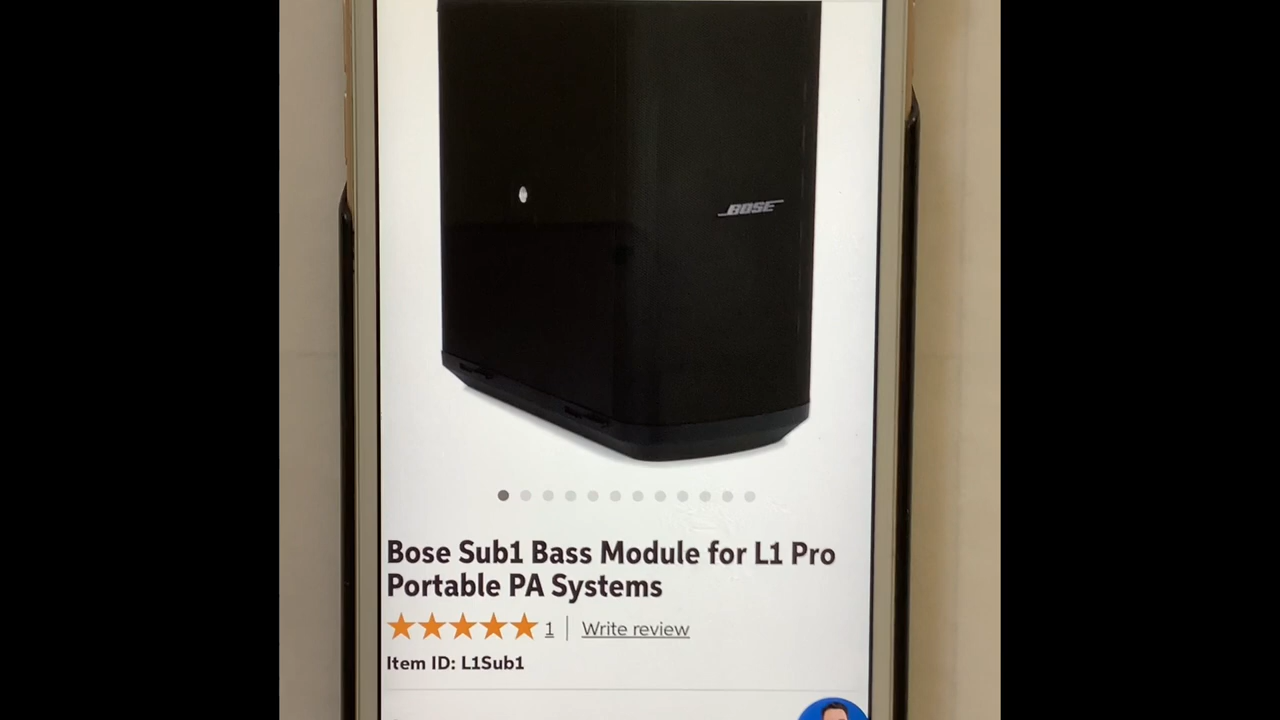 BOSE
Bose Sub1 Bass Module for L1 Pro
Portable PA Systems
1 | Write review
Item ID: L1Sub1